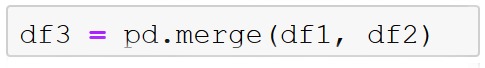 df3 = pd.merge(df1, df2)